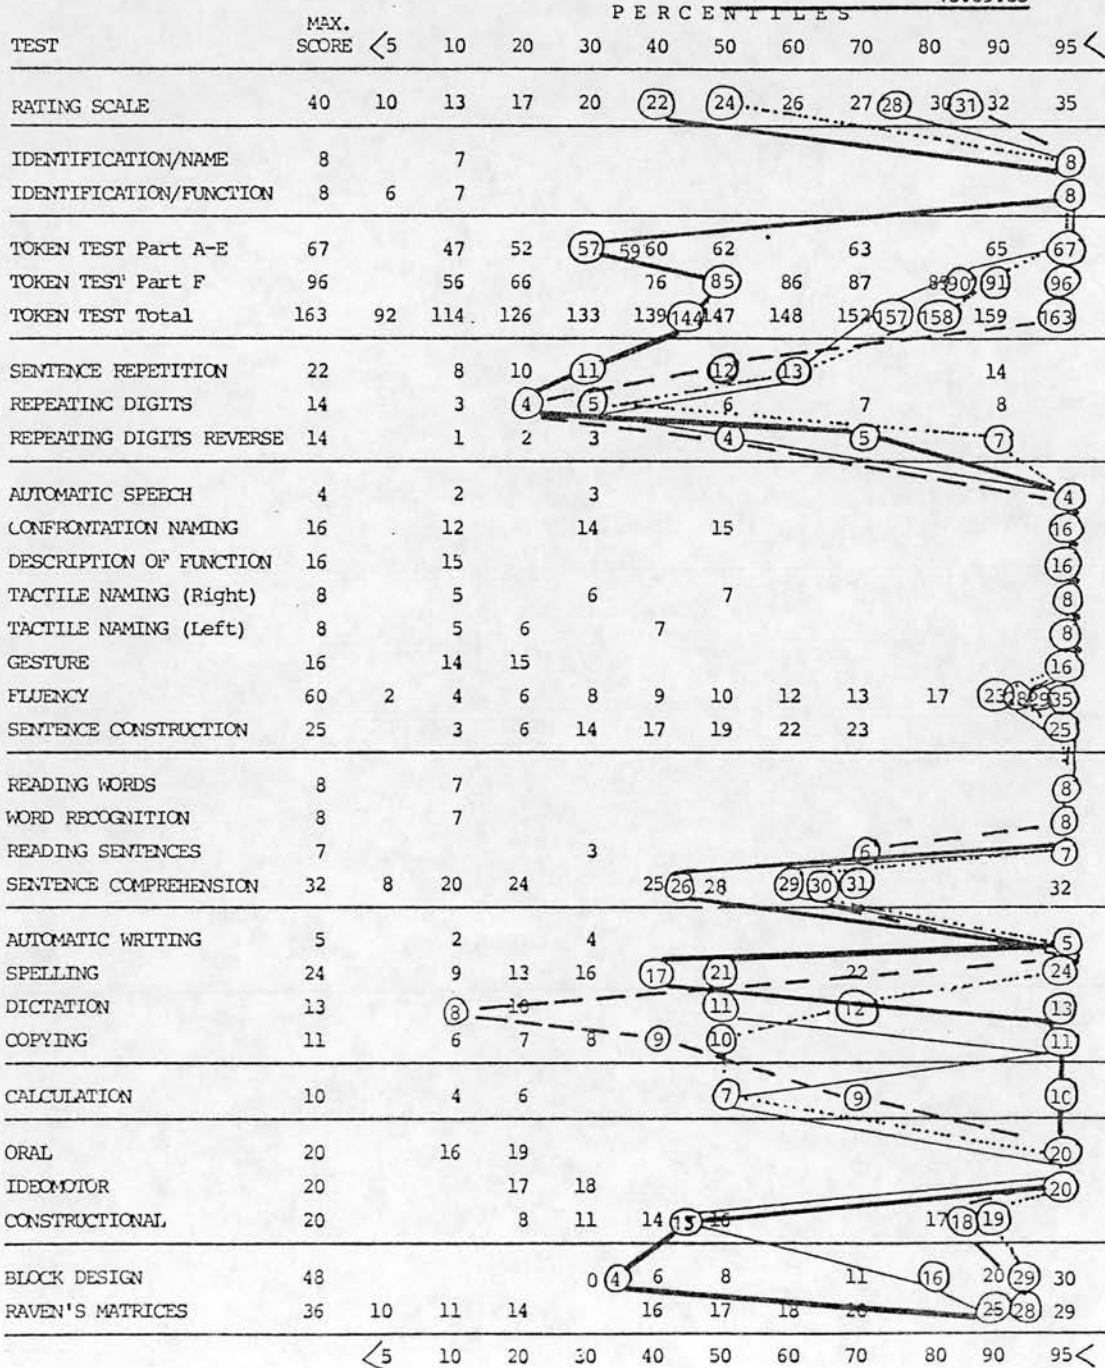 PERCENTILES
MAX.
TEST SCORE <5 10 20 30 40 50 60 70 80 90 95<
RATING SCALE 40 10 13 17 20 22 24 26 27 28 30 31 32 35
IDENTIFICATION/NAME 8 7 8
IDENTIFICATION/FUNCTION 8 6 7 8
TOKEN TEST Part A-E 67 47 52 57 59 60 62 63 65 67
TOKEN TEST Part F 96 56 66 76 85 86 87 90 91 96
TOKEN TEST Total 163 92 114 126 133 139 144 147 148 152 157 158 159 163
SENTENCE REPETITION 22 8 10 11 12 13 14
REPEATING DIGITS 14 3 4 5 6 7 8
REPEATING DIGITS REVERSE 14 1 2 3 4 5 7
AUTOMATIC SPEECH 4 2 3 4
CONFRONTATION NAMING 16 12 14 15 16
DESCRIPTION OF FUNCTION 16 15 16
TACTILE NAMING (Right) 8 5 6 7 8
TACTILE NAMING (Left) 8 5 6 7 8
GESTURE 16 14 15 16
FLUENCY 60 2 4 6 8 9 10 12 13 17 23 29 35
SENTENCE CONSTRUCTION 25 3 6 14 17 19 22 23 25
READING WORDS 8 7 8
WORD RECOGNITION 8 7 8
READING SENTENCES 7 3 6 7
SENTENCE COMPREHENSION 32 8 20 24 25 26 28 29 30 31 32
AUTOMATIC WRITING 5 2 4 5
SPELLING 24 9 13 16 17 21 22 24
DICTATION 13 8 10 11 12 13
COPYING 11 6 7 8 9 10 11
CALCULATION 10 4 6 7 9 10
ORAL 20 16 19 20
IDEOMOTOR 20 17 18 20
CONSTRUCTIONAL 20 8 11 14 15 16 17 18 19
BLOCK DESIGN 48 0 4 6 8 11 16 20 29 30
RAVEN'S MATRICES 36 10 11 14 16 17 18 20 25 28 29
<5 10 20 30 40 50 60 70 80 90 95<